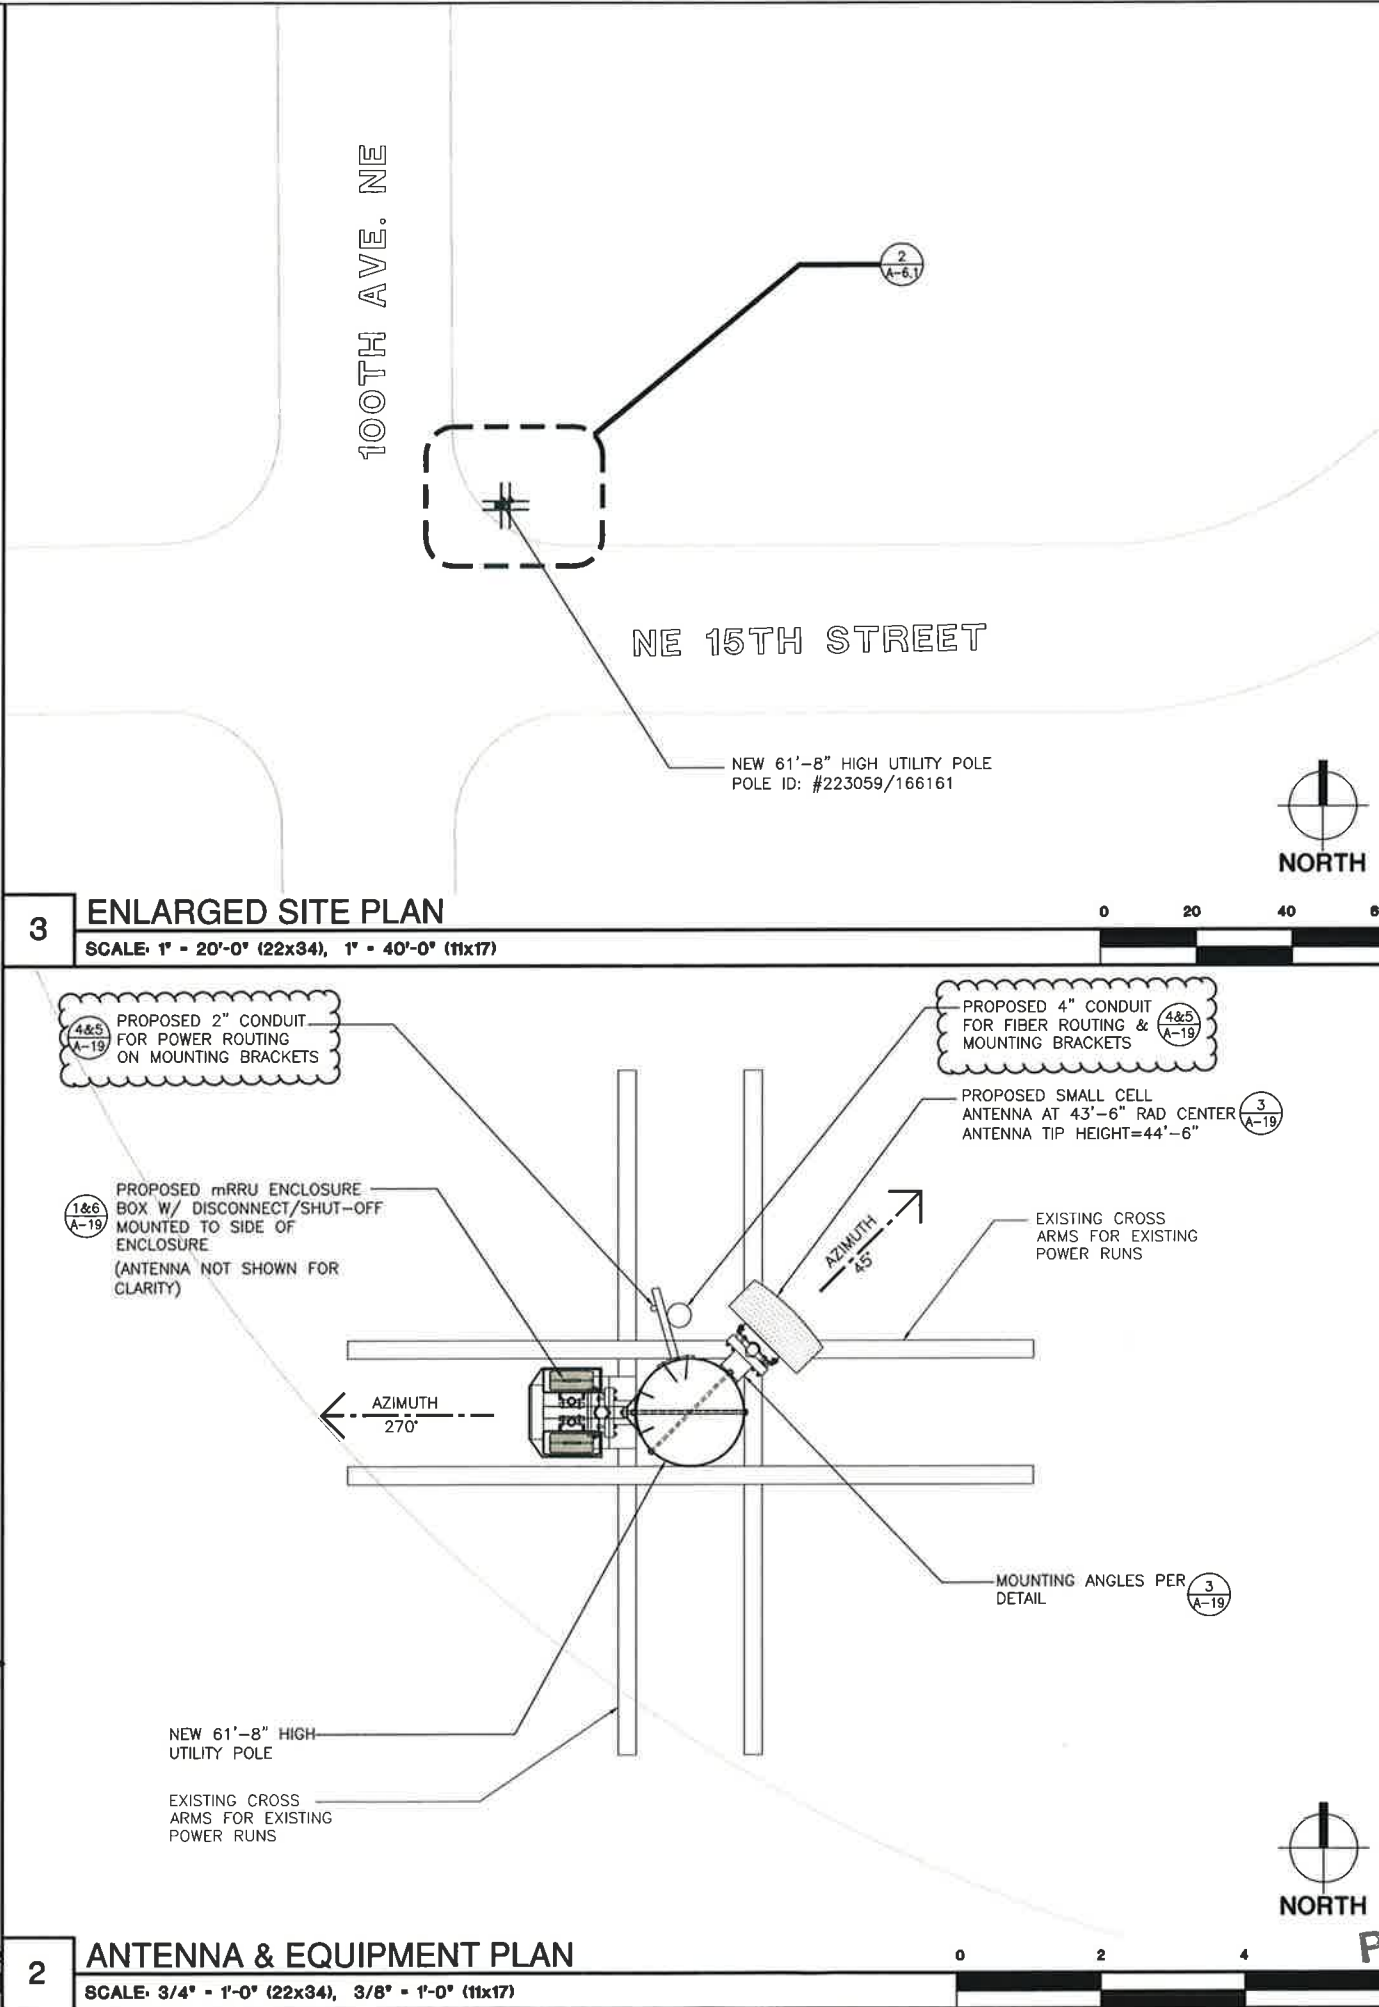 100TH AVE. NE
2
A-6.1
NE 15TH STREET
NEW 61'-8" HIGH UTILITY POLE
POLE ID: #223059/166161
NORTH
3
ENLARGED SITE PLAN
SCALE: 1" = 20'-0" (22x34), 1" = 40'-0" (11x17)
0 20 40
4&5
A-19
PROPOSED 2" CONDUIT
FOR POWER ROUTING
ON MOUNTING BRACKETS
PROPOSED 4" CONDUIT
FOR FIBER ROUTING &
MOUNTING BRACKETS
4&5
A-19
PROPOSED SMALL CELL
ANTENNA AT 43'-6" RAD CENTER
ANTENNA TIP HEIGHT=44'-6"
3
A-19
1&6
A-19
PROPOSED mRRU ENCLOSURE
BOX W/ DISCONNECT/SHUT-OFF
MOUNTED TO SIDE OF
ENCLOSURE
(ANTENNA NOT SHOWN FOR
CLARITY)
AZIMUTH
45°
EXISTING CROSS
ARMS FOR EXISTING
POWER RUNS
AZIMUTH
270°
MOUNTING ANGLES PER
DETAIL
3
A-19
NEW 61'-8" HIGH
UTILITY POLE
EXISTING CROSS
ARMS FOR EXISTING
POWER RUNS
NORTH
2
ANTENNA & EQUIPMENT PLAN
SCALE: 3/4" = 1'-0" (22x34), 3/8" = 1'-0" (11x17)
0 2 4